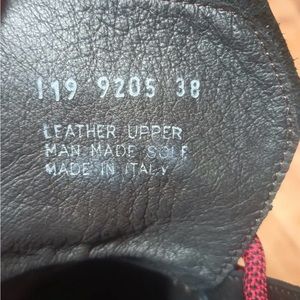 119 9205 38
LEATHER UPPER
MAN MADE SOLE
MADE IN ITALY